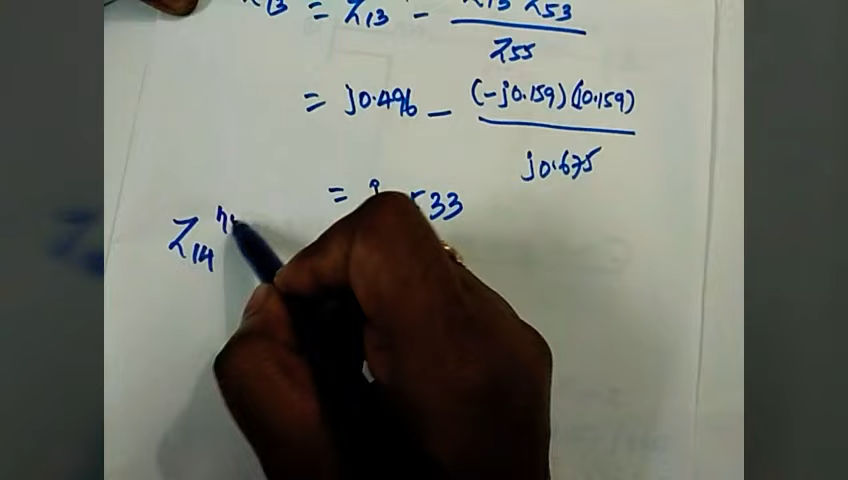 = Z13 - Z15 Z53
Z55
= j0.496 - (-j0.159)(j0.159)
j0.675
= 533
Z14